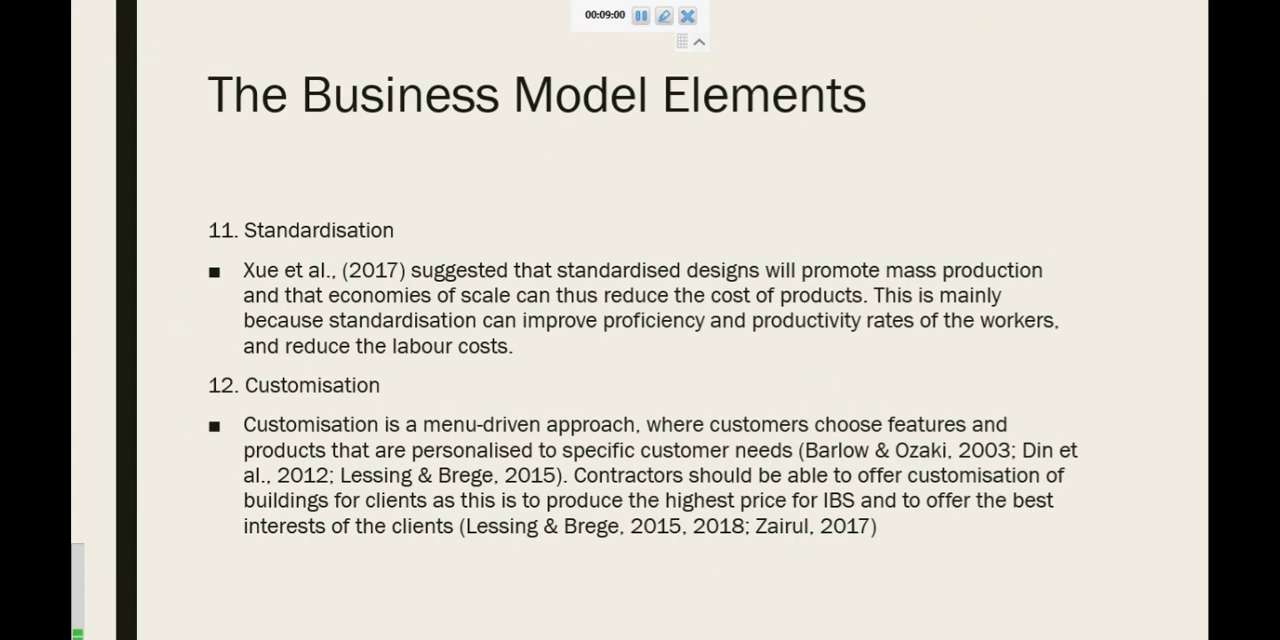 00:09:00
The Business Model Elements
11. Standardisation
■ Xue et al., (2017) suggested that standardised designs will promote mass production
and that economies of scale can thus reduce the cost of products. This is mainly
because standardisation can improve proficiency and productivity rates of the workers,
and reduce the labour costs.
12. Customisation
■ Customisation is a menu-driven approach, where customers choose features and
products that are personalised to specific customer needs (Barlow & Ozaki, 2003; Din et
al., 2012; Lessing & Brege, 2015). Contractors should be able to offer customisation of
buildings for clients as this is to produce the highest price for IBS and to offer the best
interests of the clients (Lessing & Brege, 2015, 2018; Zairul, 2017)